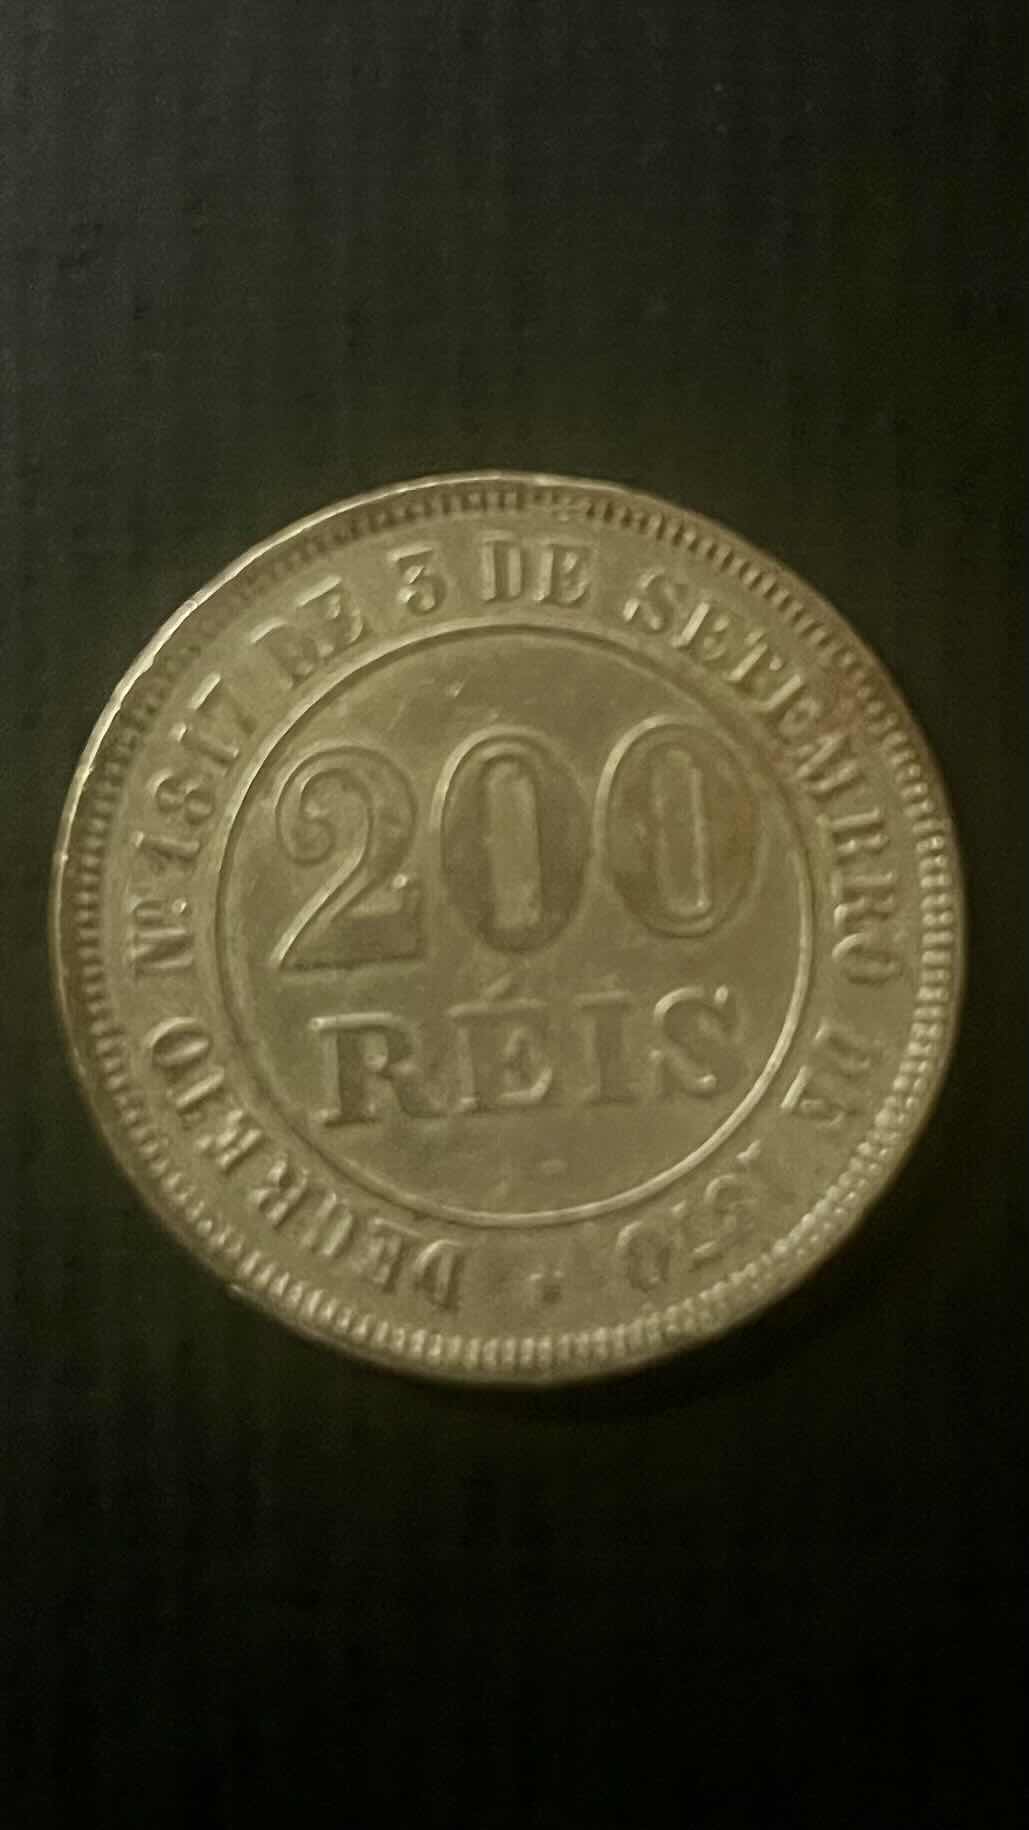 DECRETO Nº 1817 DE 3 DE SETEMBRO DE 1870
200
RÉIS